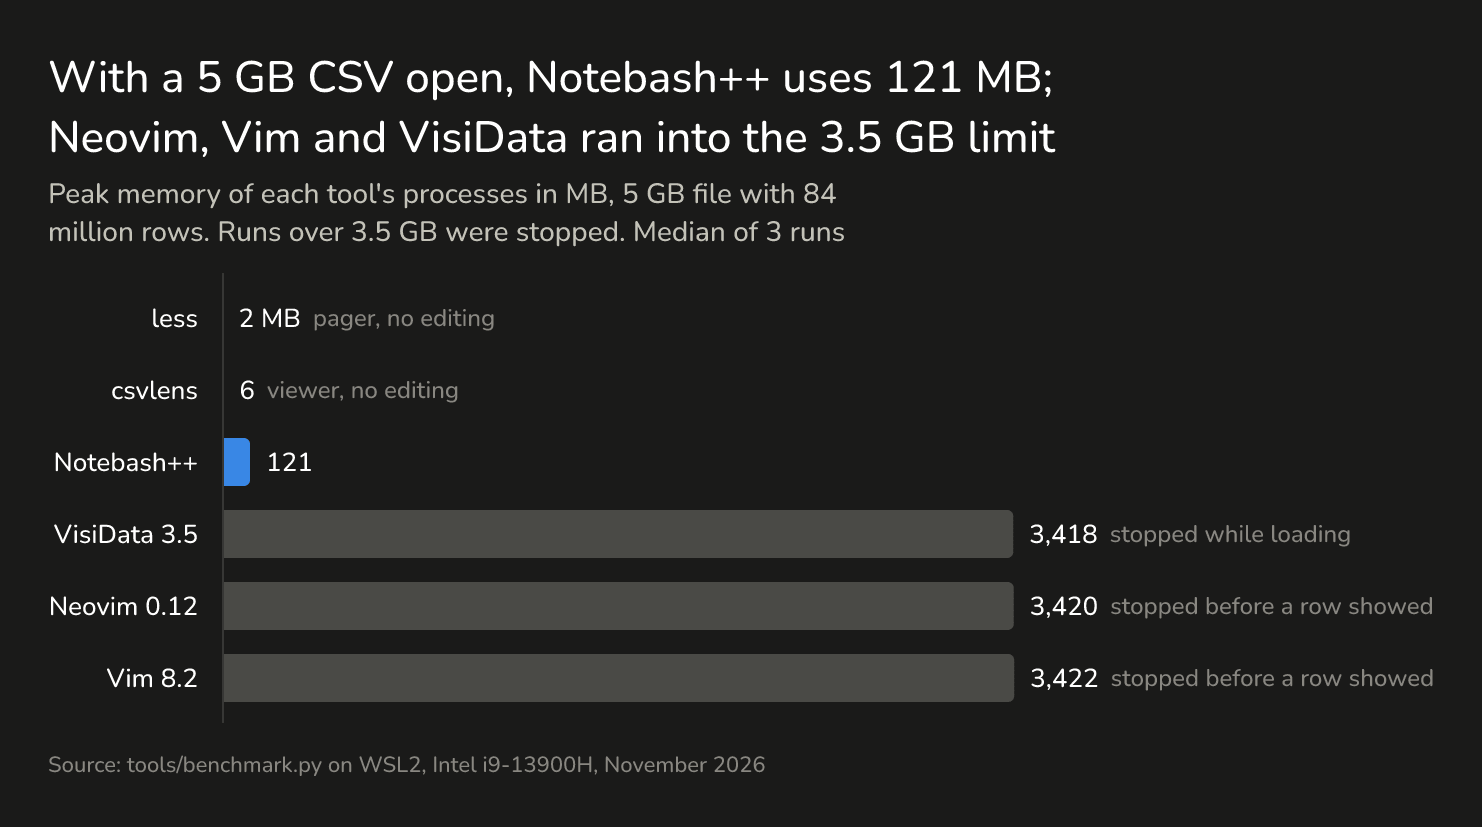 With a 5 GB CSV open, Notebash++ uses 121 MB;
Neovim, Vim and VisiData ran into the 3.5 GB limit
Peak memory of each tool's processes in MB, 5 GB file with 84
million rows. Runs over 3.5 GB were stopped. Median of 3 runs
less 2 MB pager, no editing
csvlens 6 viewer, no editing
Notebash++ 121
VisiData 3.5 3,418 stopped while loading
Neovim 0.12 3,420 stopped before a row showed
Vim 8.2 3,422 stopped before a row showed
Source: tools/benchmark.py on WSL2, Intel i9-13900H, November 2026